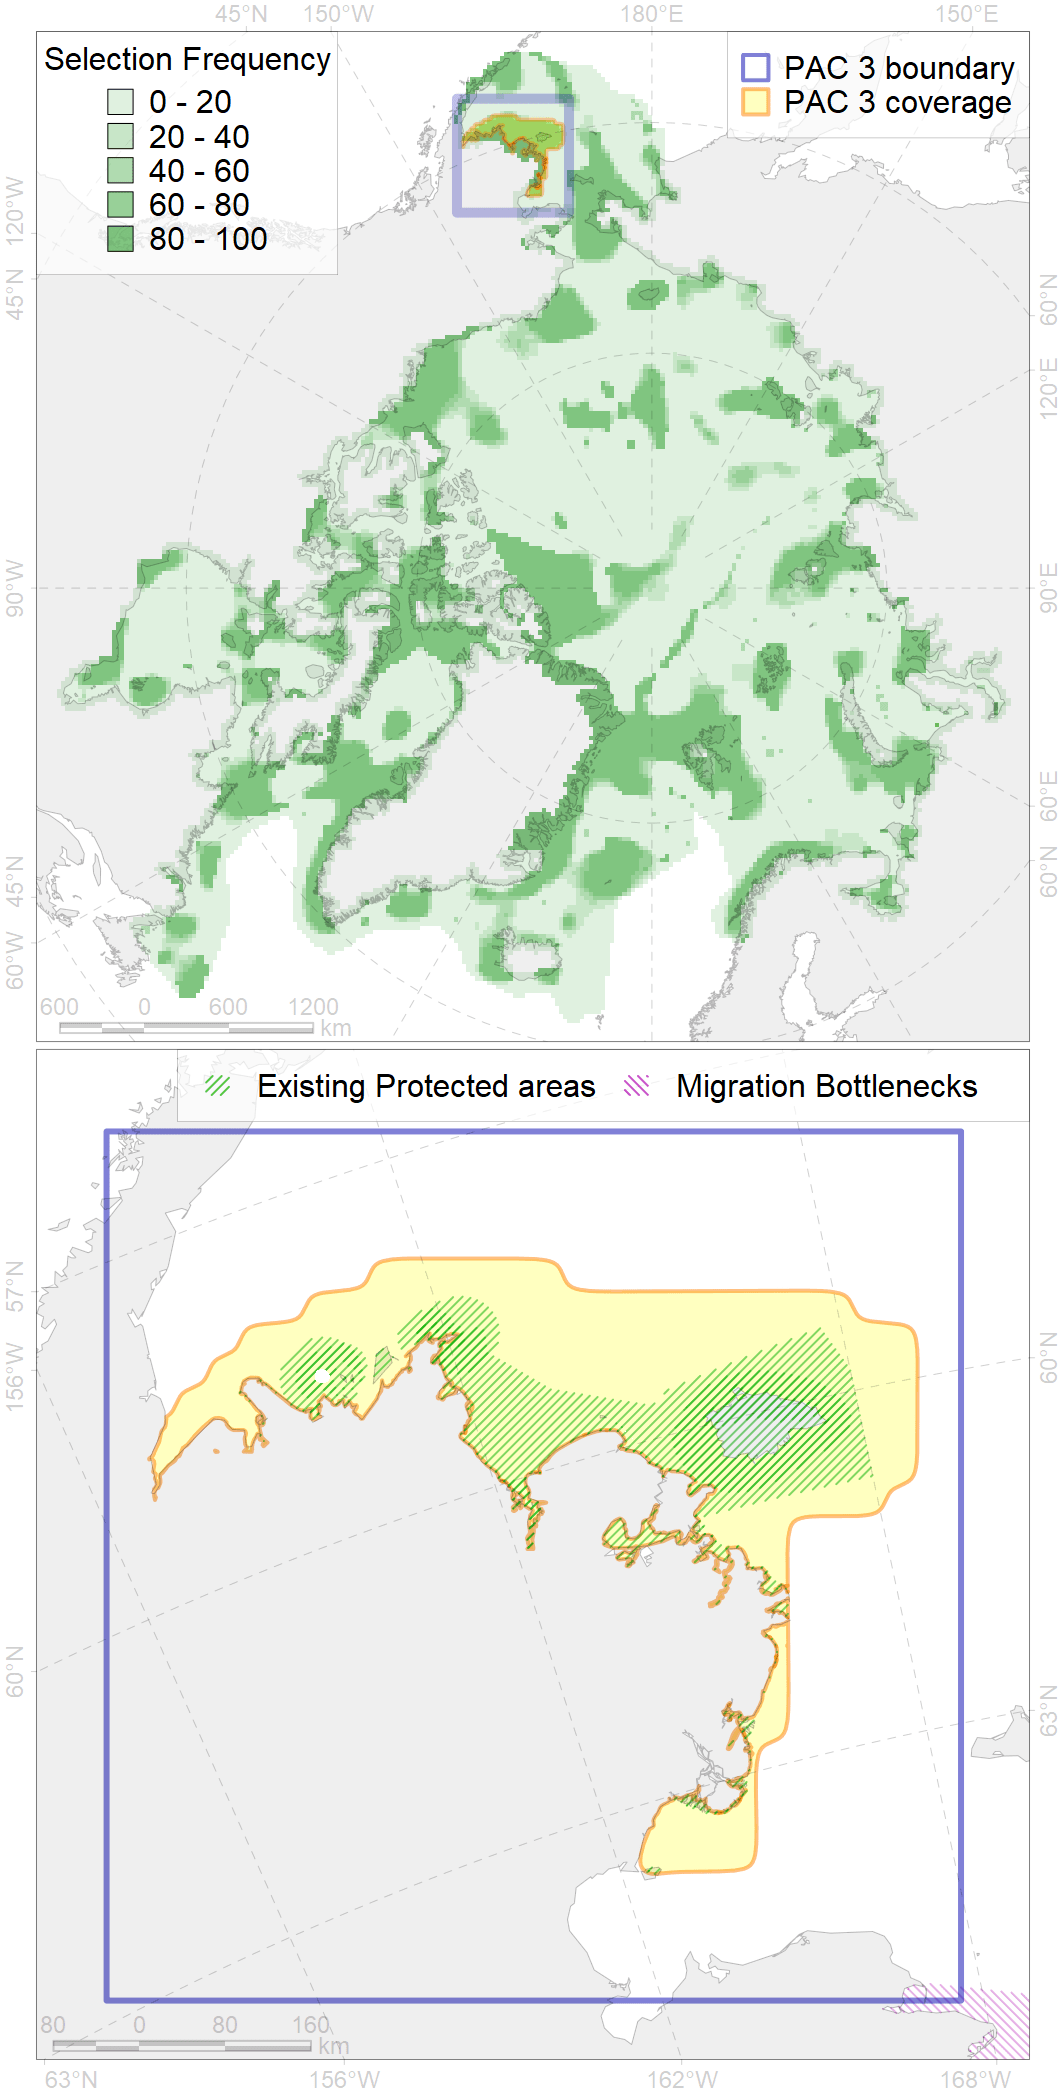 45°N 150°W 180°E 150°E
Selection Frequency
0 - 20
20 - 40
40 - 60
60 - 80
80 - 100
PAC 3 boundary
PAC 3 coverage
120°W
45°N
90°W
45°N
60°W
60°N
120°E
90°E
60°E
60°N
600 0 600 1200
km
Existing Protected areas
Migration Bottlenecks
57°N
156°W
60°N
60°N
63°N
80 0 80 160
km
63°N 156°W 162°W 168°W